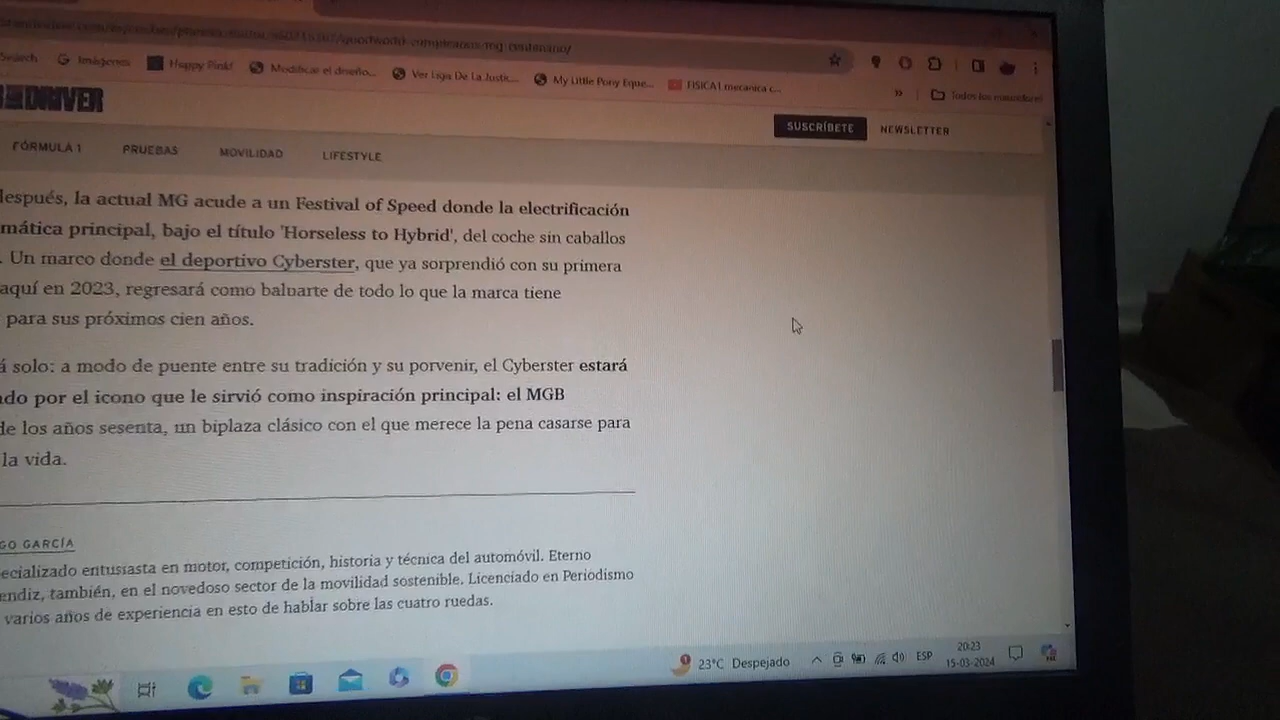 Search Imágenes Happy Pink! Modificar el diseño... Ver Liga De La Justic... My Little Pony Eque... FISICA I mecanica c... » Todos los marcadores
DRIVER
SUSCRÍBETE NEWSLETTER
FÓRMULA 1 PRUEBAS MOVILIDAD LIFESTYLE
después, la actual MG acude a un Festival of Speed donde la electrificación
mática principal, bajo el título 'Horseless to Hybrid', del coche sin caballos
. Un marco donde el deportivo Cyberster, que ya sorprendió con su primera
aquí en 2023, regresará como baluarte de todo lo que la marca tiene
para sus próximos cien años.
á solo: a modo de puente entre su tradición y su porvenir, el Cyberster estará
do por el icono que le sirvió como inspiración principal: el MGB
de los años sesenta, un biplaza clásico con el que merece la pena casarse para
la vida.
GO GARCÍA
ecializado entusiasta en motor, competición, historia y técnica del automóvil. Eterno
endiz, también, en el novedoso sector de la movilidad sostenible. Licenciado en Periodismo
varios años de experiencia en esto de hablar sobre las cuatro ruedas.
23°C Despejado ESP 20:23
15-03-2024